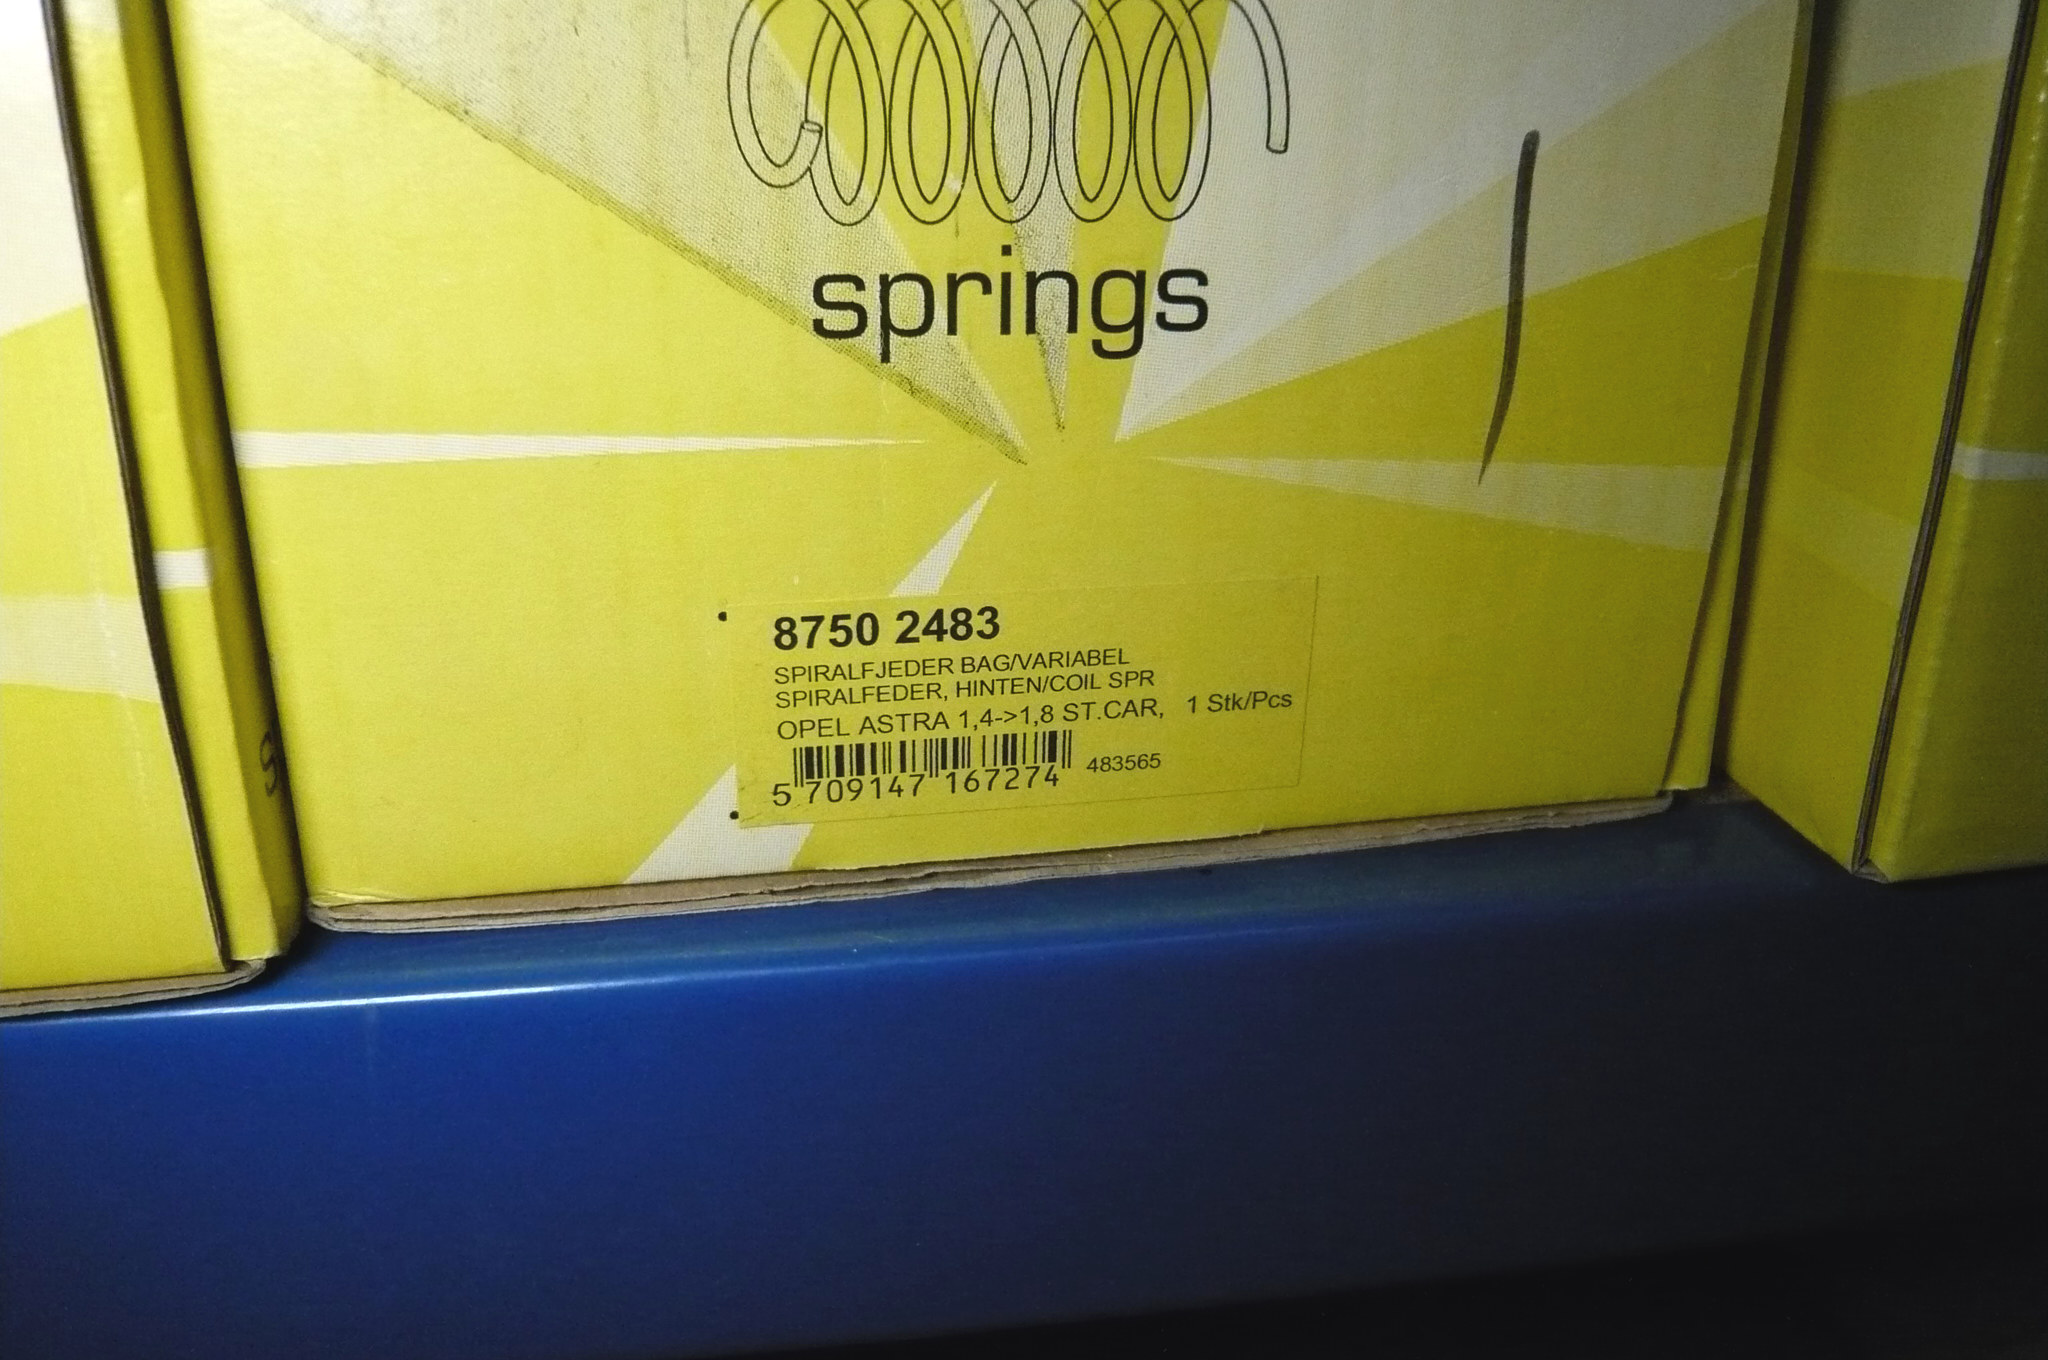 springs
8750 2483
SPIRALFJEDER BAG/VARIABEL
SPIRALFEDER, HINTEN/COIL SPR
OPEL ASTRA 1,4->1,8 ST.CAR, 1 Stk/Pcs
483565
5 709147 167274